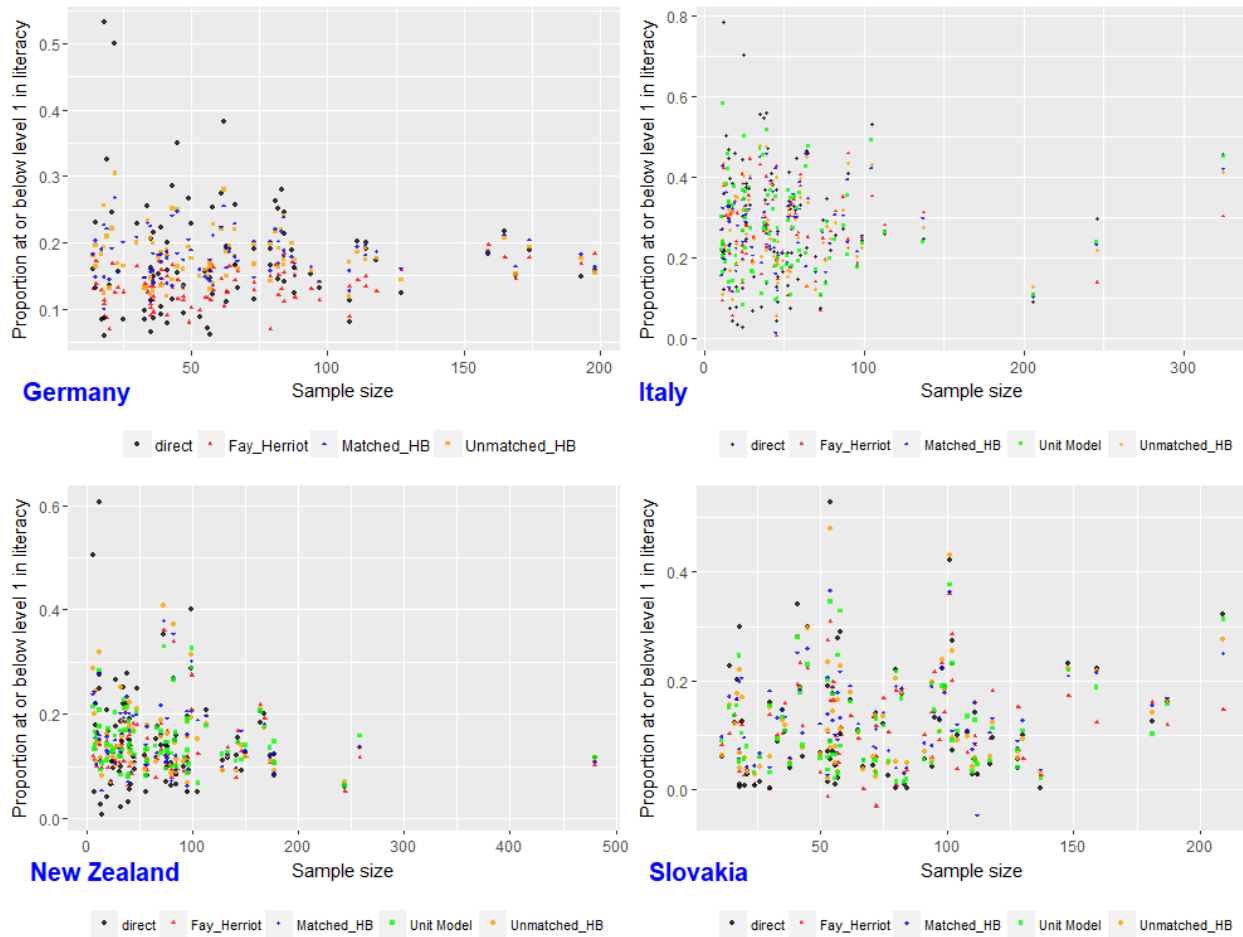 Proportion at or below level 1 in literacy
0.5
0.4
0.3
0.2
0.1
50
100
150
200
Sample size
Germany
direct Fay_Herriot Matched_HB Unmatched_HB
Proportion at or below level 1 in literacy
0.8
0.6
0.4
0.2
0.0
0
100
200
300
Sample size
Italy
direct Fay_Herriot Matched_HB Unit Model Unmatched_HB
Proportion at or below level 1 in literacy
0.6
0.4
0.2
0.0
0
100
200
300
400
500
Sample size
New Zealand
direct Fay_Herriot Matched_HB Unit Model Unmatched_HB
Proportion at or below level 1 in literacy
0.4
0.2
0.0
50
100
150
200
Sample size
Slovakia
direct Fay_Herriot Matched_HB Unit Model Unmatched_HB